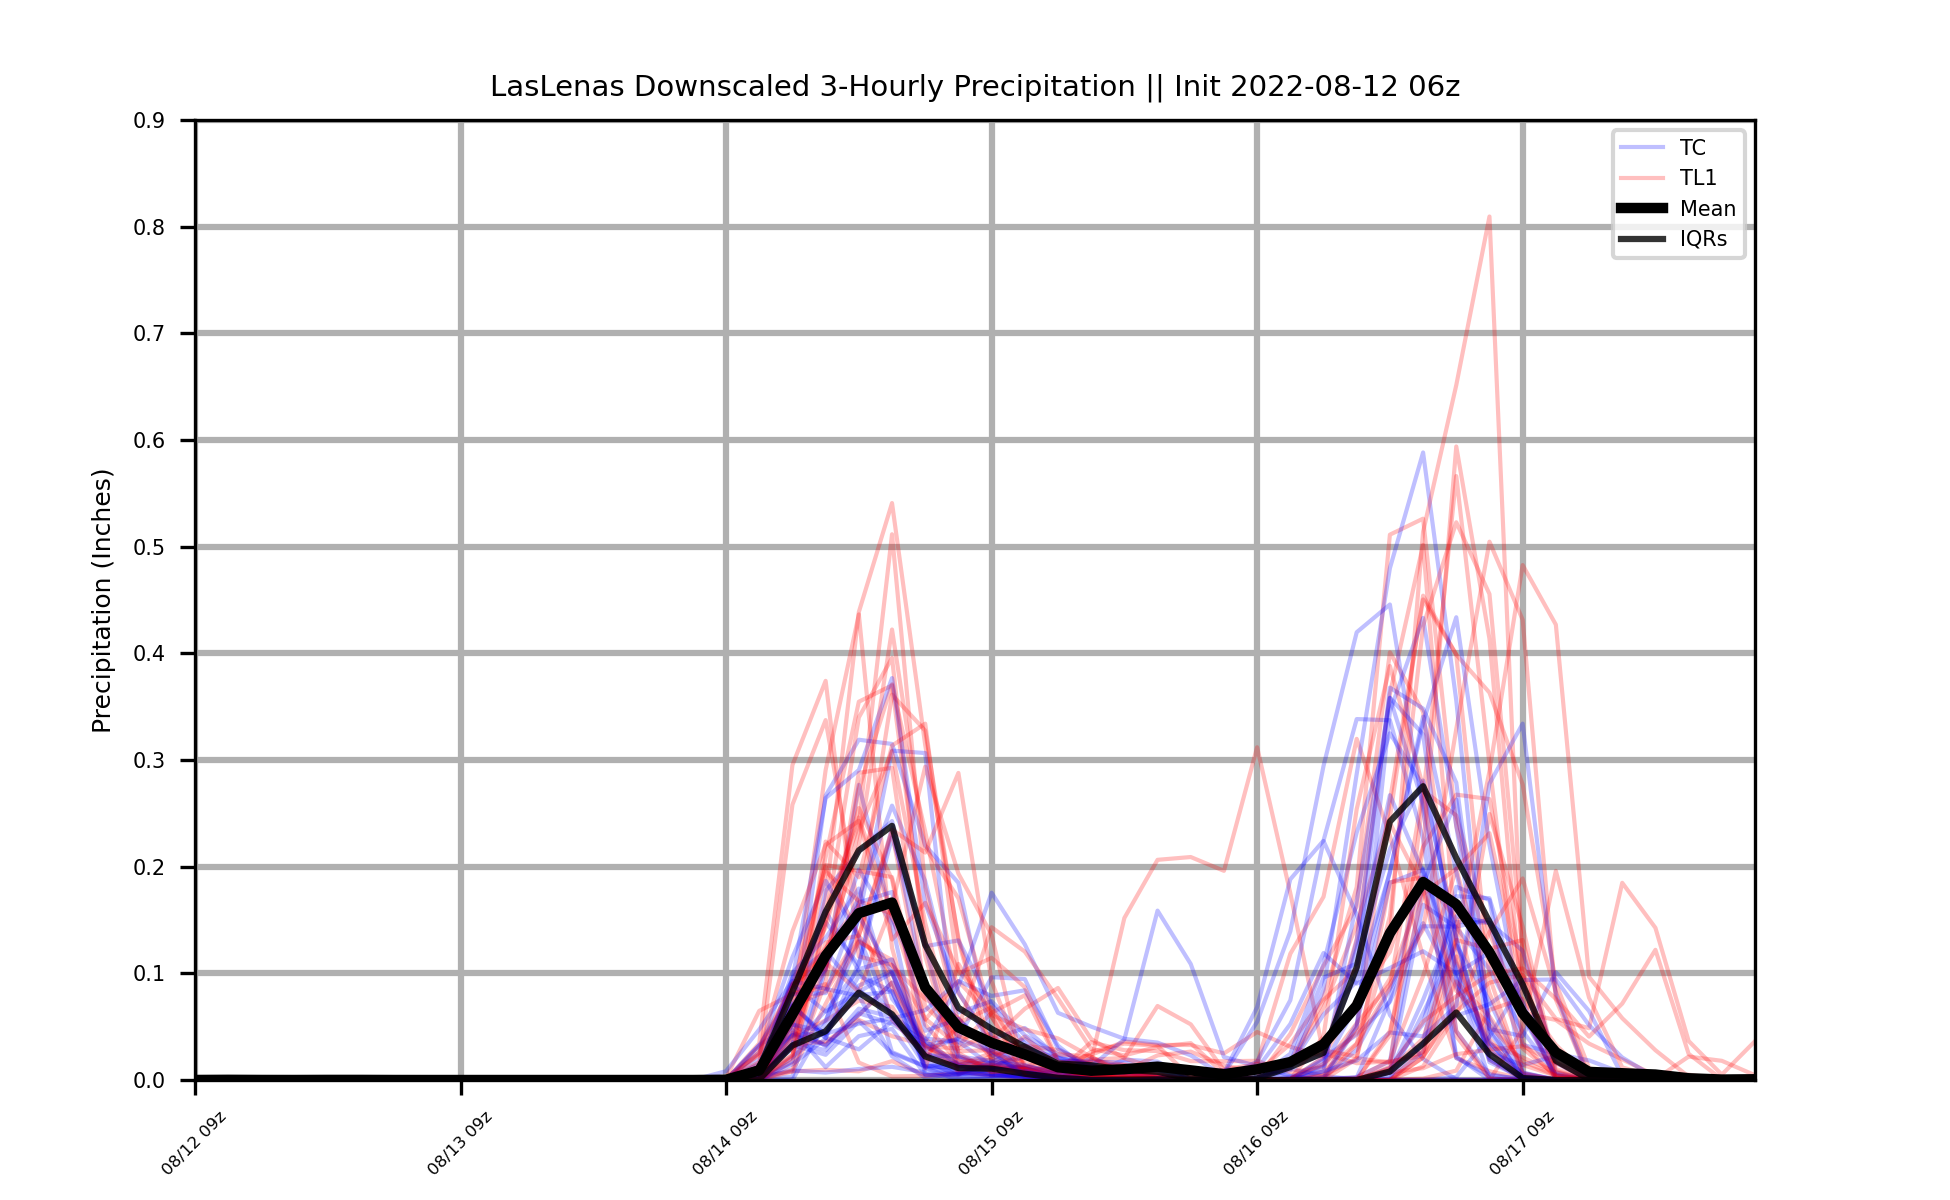 LasLenas Downscaled 3-Hourly Precipitation || Init 2022-08-12 06z
TC
TL1
Mean
IQRs
Precipitation (Inches)
0.9
0.8
0.7
0.6
0.5
0.4
0.3
0.2
0.1
0.0
08/12 09z
08/13 09z
08/14 09z
08/15 09z
08/16 09z
08/17 09z